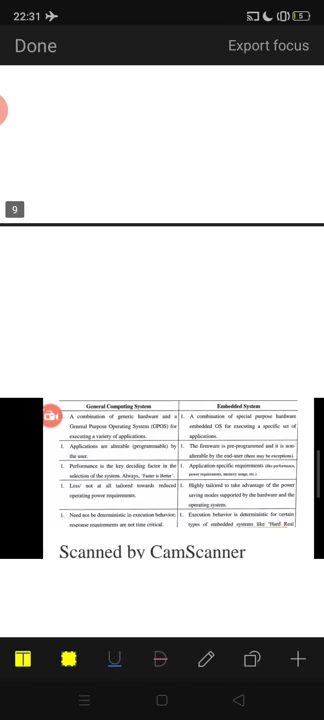 22:31
5
Done
Export focus
9
General Computing System
Embedded System
1. A combination of generic hardware and a
General Purpose Operating System (GPOS) for
executing a variety of applications.
1. A combination of special purpose hardware
embedded OS for executing a specific set of
applications.
1. Applications are alterable (programmable) by
the user.
1. The firmware is pre-programmed and it is non-
alterable by the end-user (there may be exceptions).
1. Performance is the key deciding factor in the
selection of the system. Always, 'Faster is Better'.
1. Application-specific requirements (like performance,
power requirements, memory usage, etc.)
1. Less/ not at all tailored towards reduced
operating power requirements.
1. Highly tailored to take advantage of the power
saving modes supported by the hardware and the
operating system.
1. Need not be deterministic in execution behavior;
response requirements are not time critical.
1. Execution behavior is deterministic for certain
types of embedded systems like 'Hard Real
Scanned by CamScanner
T
U